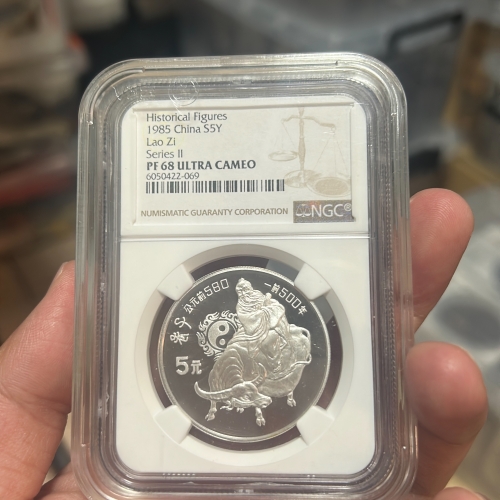 Historical Figures
1985 China S5Y
Lao Zi
Series II
PF 68 ULTRA CAMEO
6050422-069
NUMISMATIC GUARANTY CORPORATION
NGC®
公元前580 一前500年
老子
5元